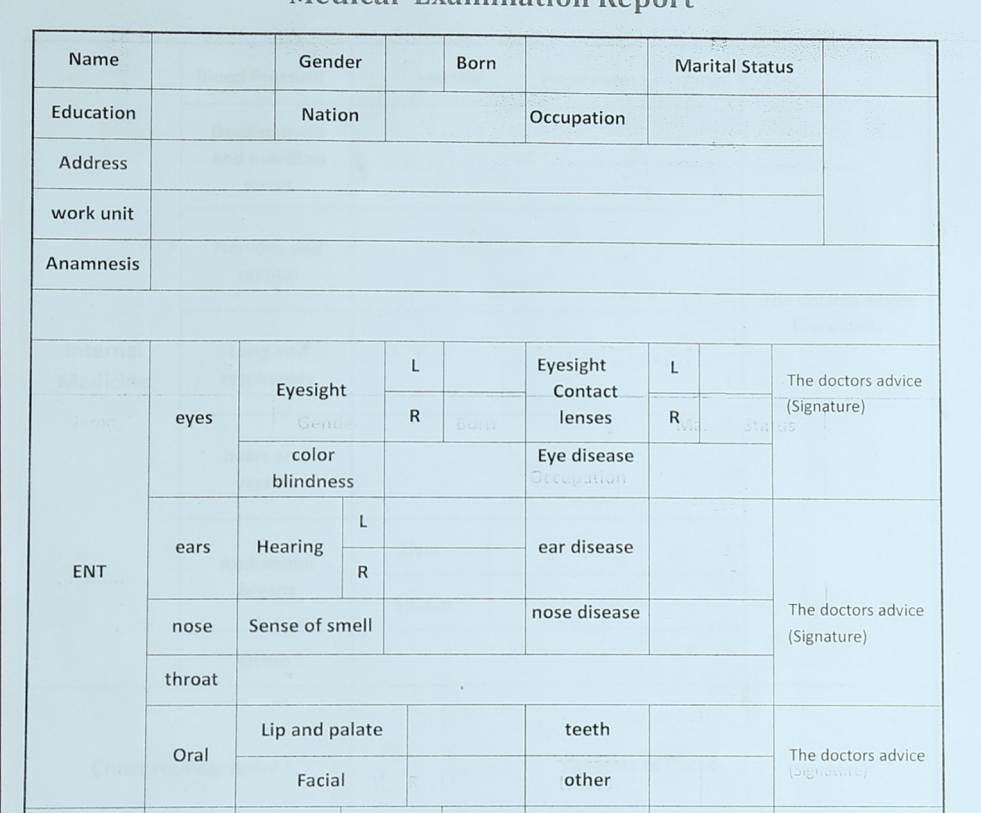 Medical Examination Report
Name Gender Born Marital Status
Education Nation Occupation
Address
work unit
Anamnesis
ENT
eyes
Eyesight
L
R
Eyesight
Contact
lenses
L
R
The doctors advice
(Signature)
color
blindness
Eye disease
ears
Hearing
L
R
ear disease
nose
Sense of smell
nose disease
The doctors advice
(Signature)
throat
Oral
Lip and palate
teeth
Facial
other
The doctors advice
(Signature)